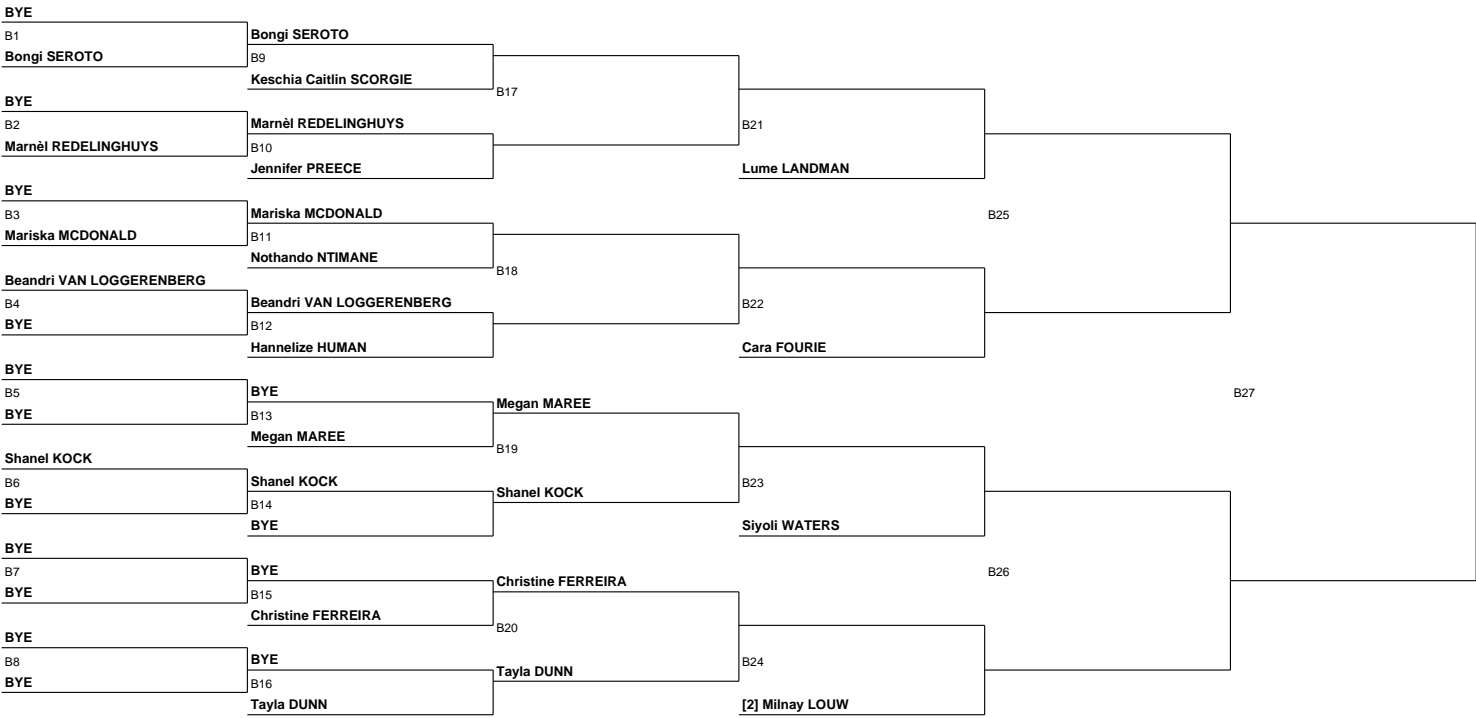 BYE
B1
Bongi SEROTO
BYE
B2
Marnèl REDELINGHUYS
BYE
B3
Mariska MCDONALD
Beandri VAN LOGGERENBERG
B4
BYE
BYE
B5
BYE
Shanel KOCK
B6
BYE
BYE
B7
BYE
BYE
B8
BYE
Bongi SEROTO
B9
Keschia Caitlin SCORGIE
Marnèl REDELINGHUYS
B10
Jennifer PREECE
Mariska MCDONALD
B11
Nothando NTIMANE
Beandri VAN LOGGERENBERG
B12
Hannelize HUMAN
BYE
B13
Megan MAREE
Shanel KOCK
B14
BYE
BYE
B15
Christine FERREIRA
BYE
B16
Tayla DUNN
B17
B18
Megan MAREE
B19
Shanel KOCK
Christine FERREIRA
B20
Tayla DUNN
B21
Lume LANDMAN
B22
Cara FOURIE
B23
Siyoli WATERS
B24
[2] Milnay LOUW
B25
B26
B27